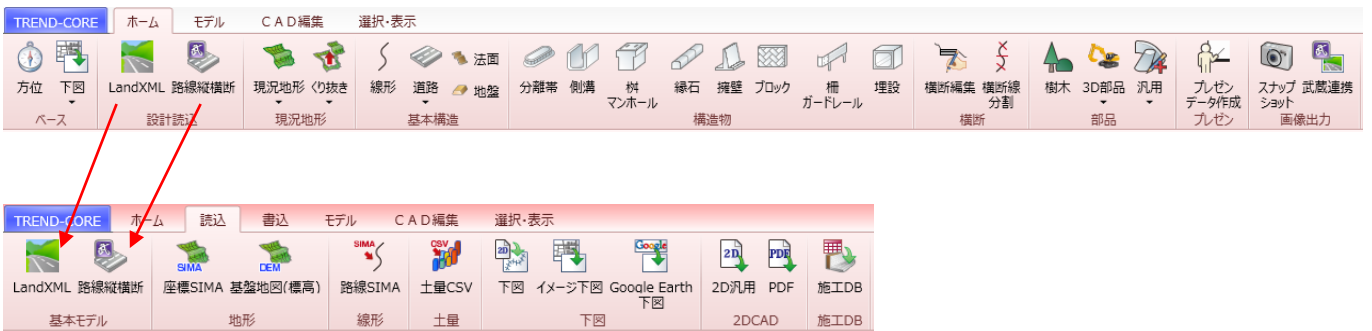 TREND-CORE ホーム モデル ＣＡＤ編集 選択・表示
方位 下図 LandXML 路線縦横断 現況地形 くり抜き 線形 道路 法面 地盤 分離帯 側溝 桝 マンホール 縁石 擁壁 ブロック 柵 ガードレール 埋設 横断編集 横断線 分割 樹木 3D部品 汎用 プレゼン データ作成 スナップ ショット 武蔵連携
ベース 設計読込 現況地形 基本構造 構造物 横断 部品 プレゼン 画像出力
TREND-CORE ホーム 読込 書込 モデル ＣＡＤ編集 選択・表示
SIMA DEM SIMA CSV 2D Google 2D PDF
LandXML 路線縦横断 座標SIMA 基盤地図(標高) 路線SIMA 土量CSV 下図 イメージ下図 Google Earth 下図 2D汎用 PDF 施工DB
基本モデル 地形 線形 土量 下図 2DCAD 施工DB